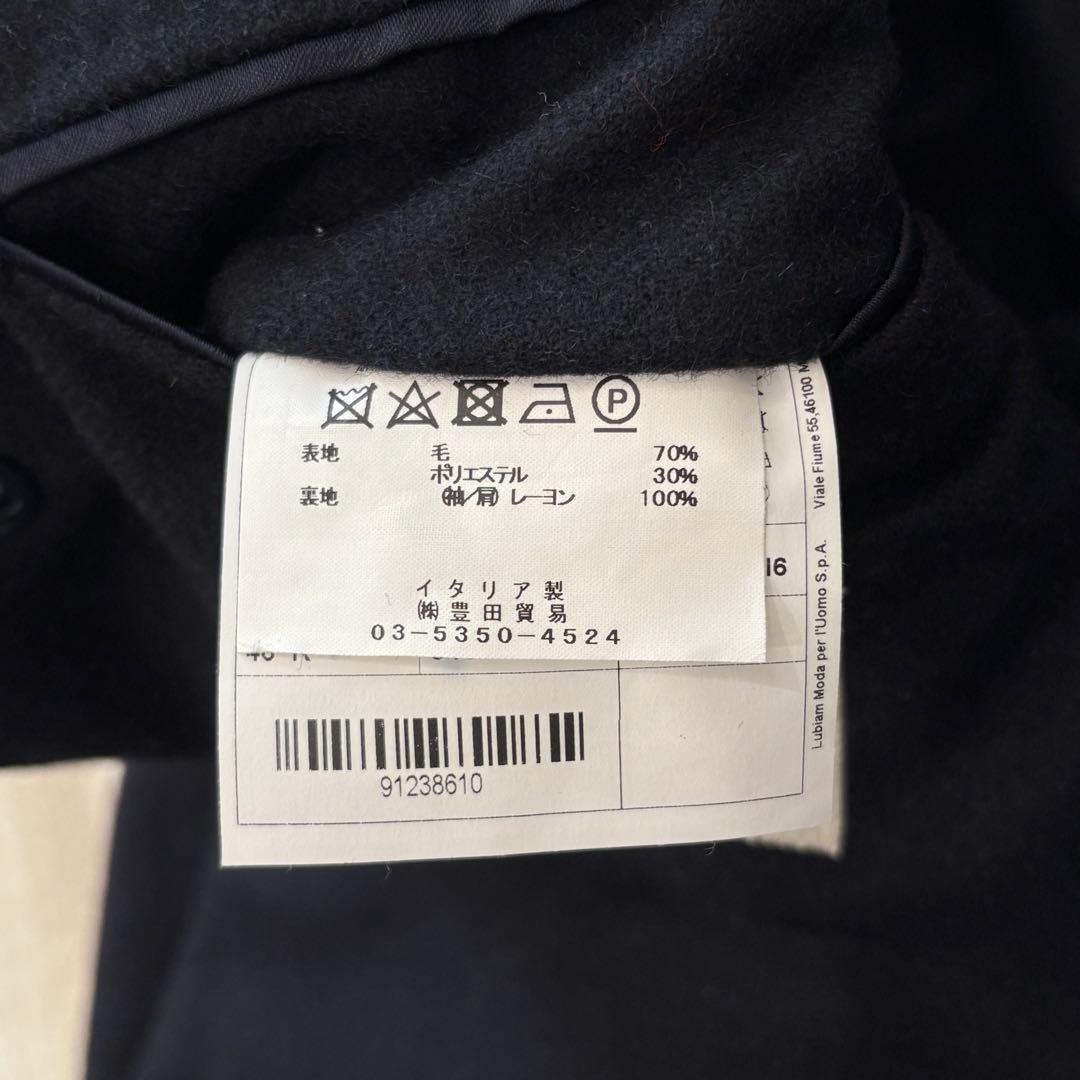 P
表地 毛 70%
ポリエステル 30%
裏地 (袖/肩) レーヨン 100%
イタリア製
㈱豊田貿易
03-5350-4524
91238610
Lubiam Moda per l'Uomo S.p.A. Viale Fiume 55,46100